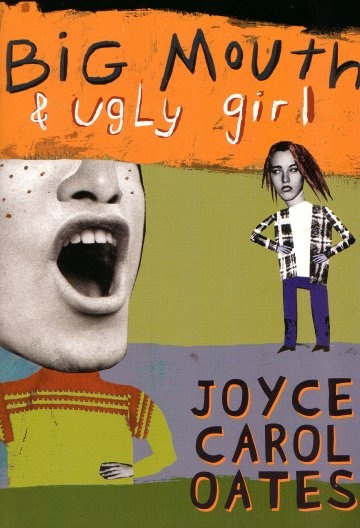 BiG MOUTH
& UgLy giRl
JOYCE
CAROL
OATES